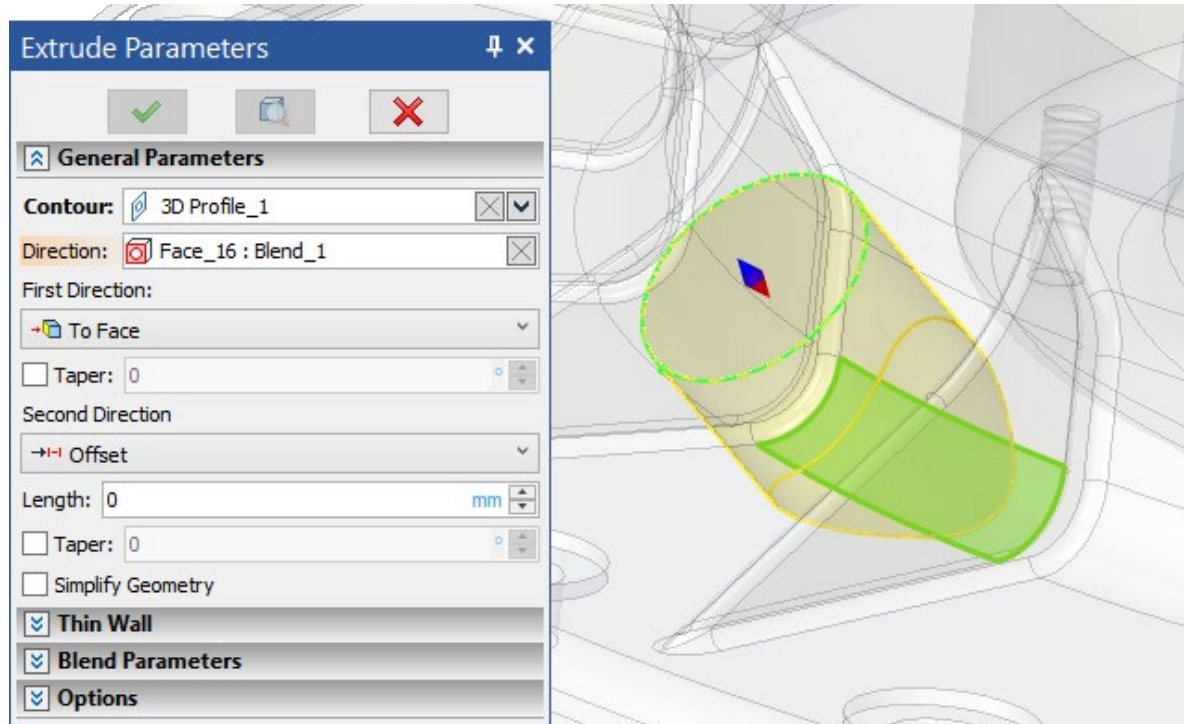 Extrude Parameters
General Parameters
Contour: 3D Profile_1
Direction: Face_16 : Blend_1
First Direction:
To Face
Taper: 0 °
Second Direction
Offset
Length: 0 mm
Taper: 0 °
Simplify Geometry
Thin Wall
Blend Parameters
Options